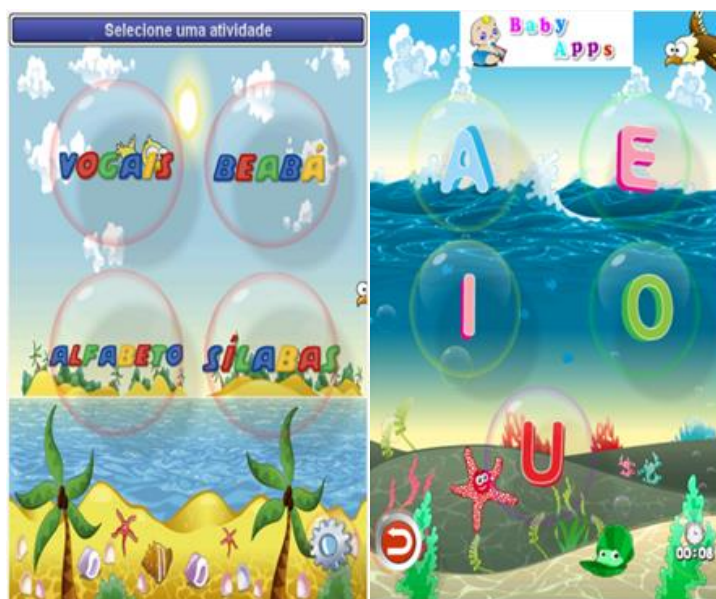 Selecione uma atividade
VOGAIS
BEABÁ
ALFABETO
SÍLABAS
Baby
Apps
A
E
I
O
U
00:08